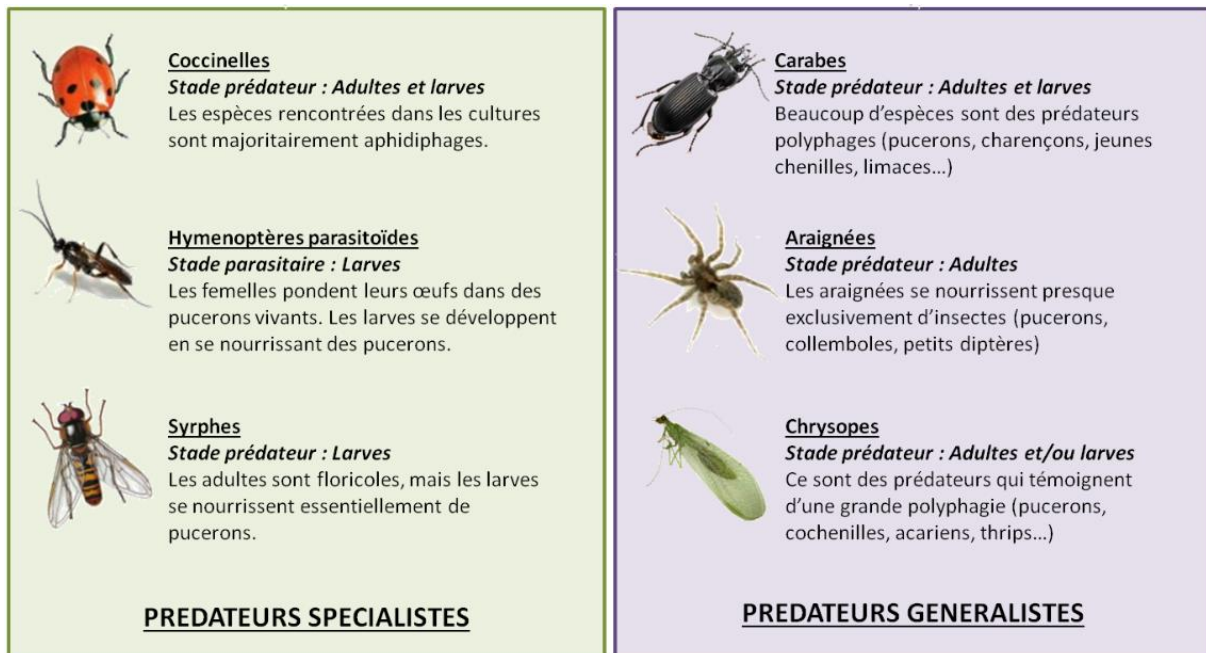 Coccinelles
Stade prédateur : Adultes et larves
Les espèces rencontrées dans les cultures
sont majoritairement aphidiphages.
Hymenoptères parasitoïdes
Stade parasitaire : Larves
Les femelles pondent leurs œufs dans des
pucerons vivants. Les larves se développent
en se nourrissant des pucerons.
Syrphes
Stade prédateur : Larves
Les adultes sont floricoles, mais les larves
se nourrissent essentiellement de
pucerons.
PREDATEURS SPECIALISTES
Carabes
Stade prédateur : Adultes et larves
Beaucoup d’espèces sont des prédateurs
polyphages (pucerons, charençons, jeunes
chenilles, limaces…)
Araignées
Stade prédateur : Adultes
Les araignées se nourrissent presque
exclusivement d’insectes (pucerons,
collemboles, petits diptères)
Chrysopes
Stade prédateur : Adultes et/ou larves
Ce sont des prédateurs qui témoignent
d’une grande polyphagie (pucerons,
cochenilles, acariens, thrips…)
PREDATEURS GENERALISTES